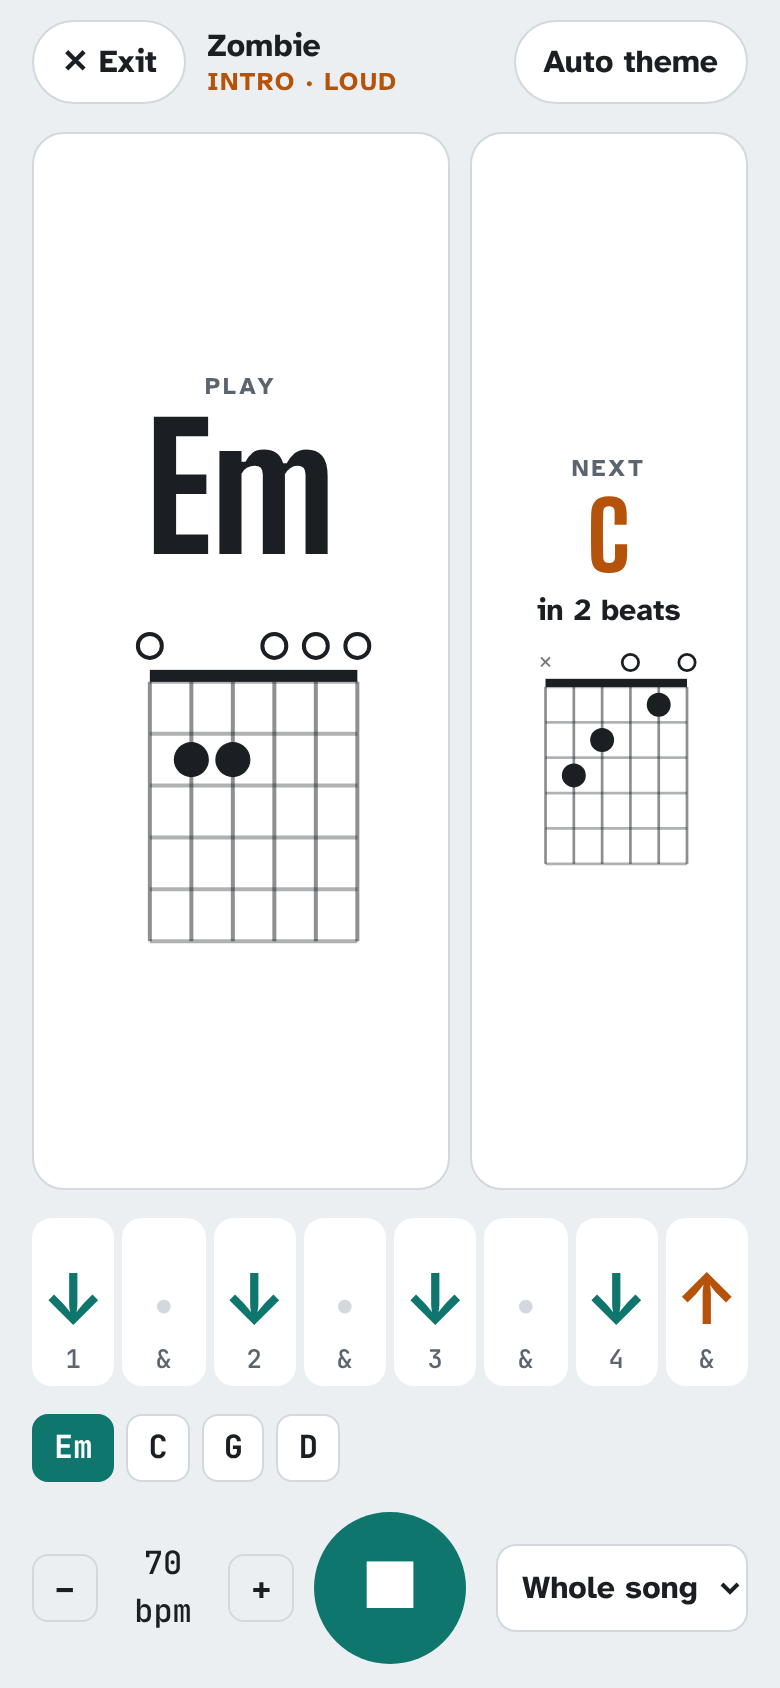 ✕ Exit
Zombie
INTRO · LOUD
Auto theme
PLAY
Em
NEXT
C
in 2 beats
×
1 & 2 & 3 & 4 &
Em C G D
− 70 bpm +
Whole song